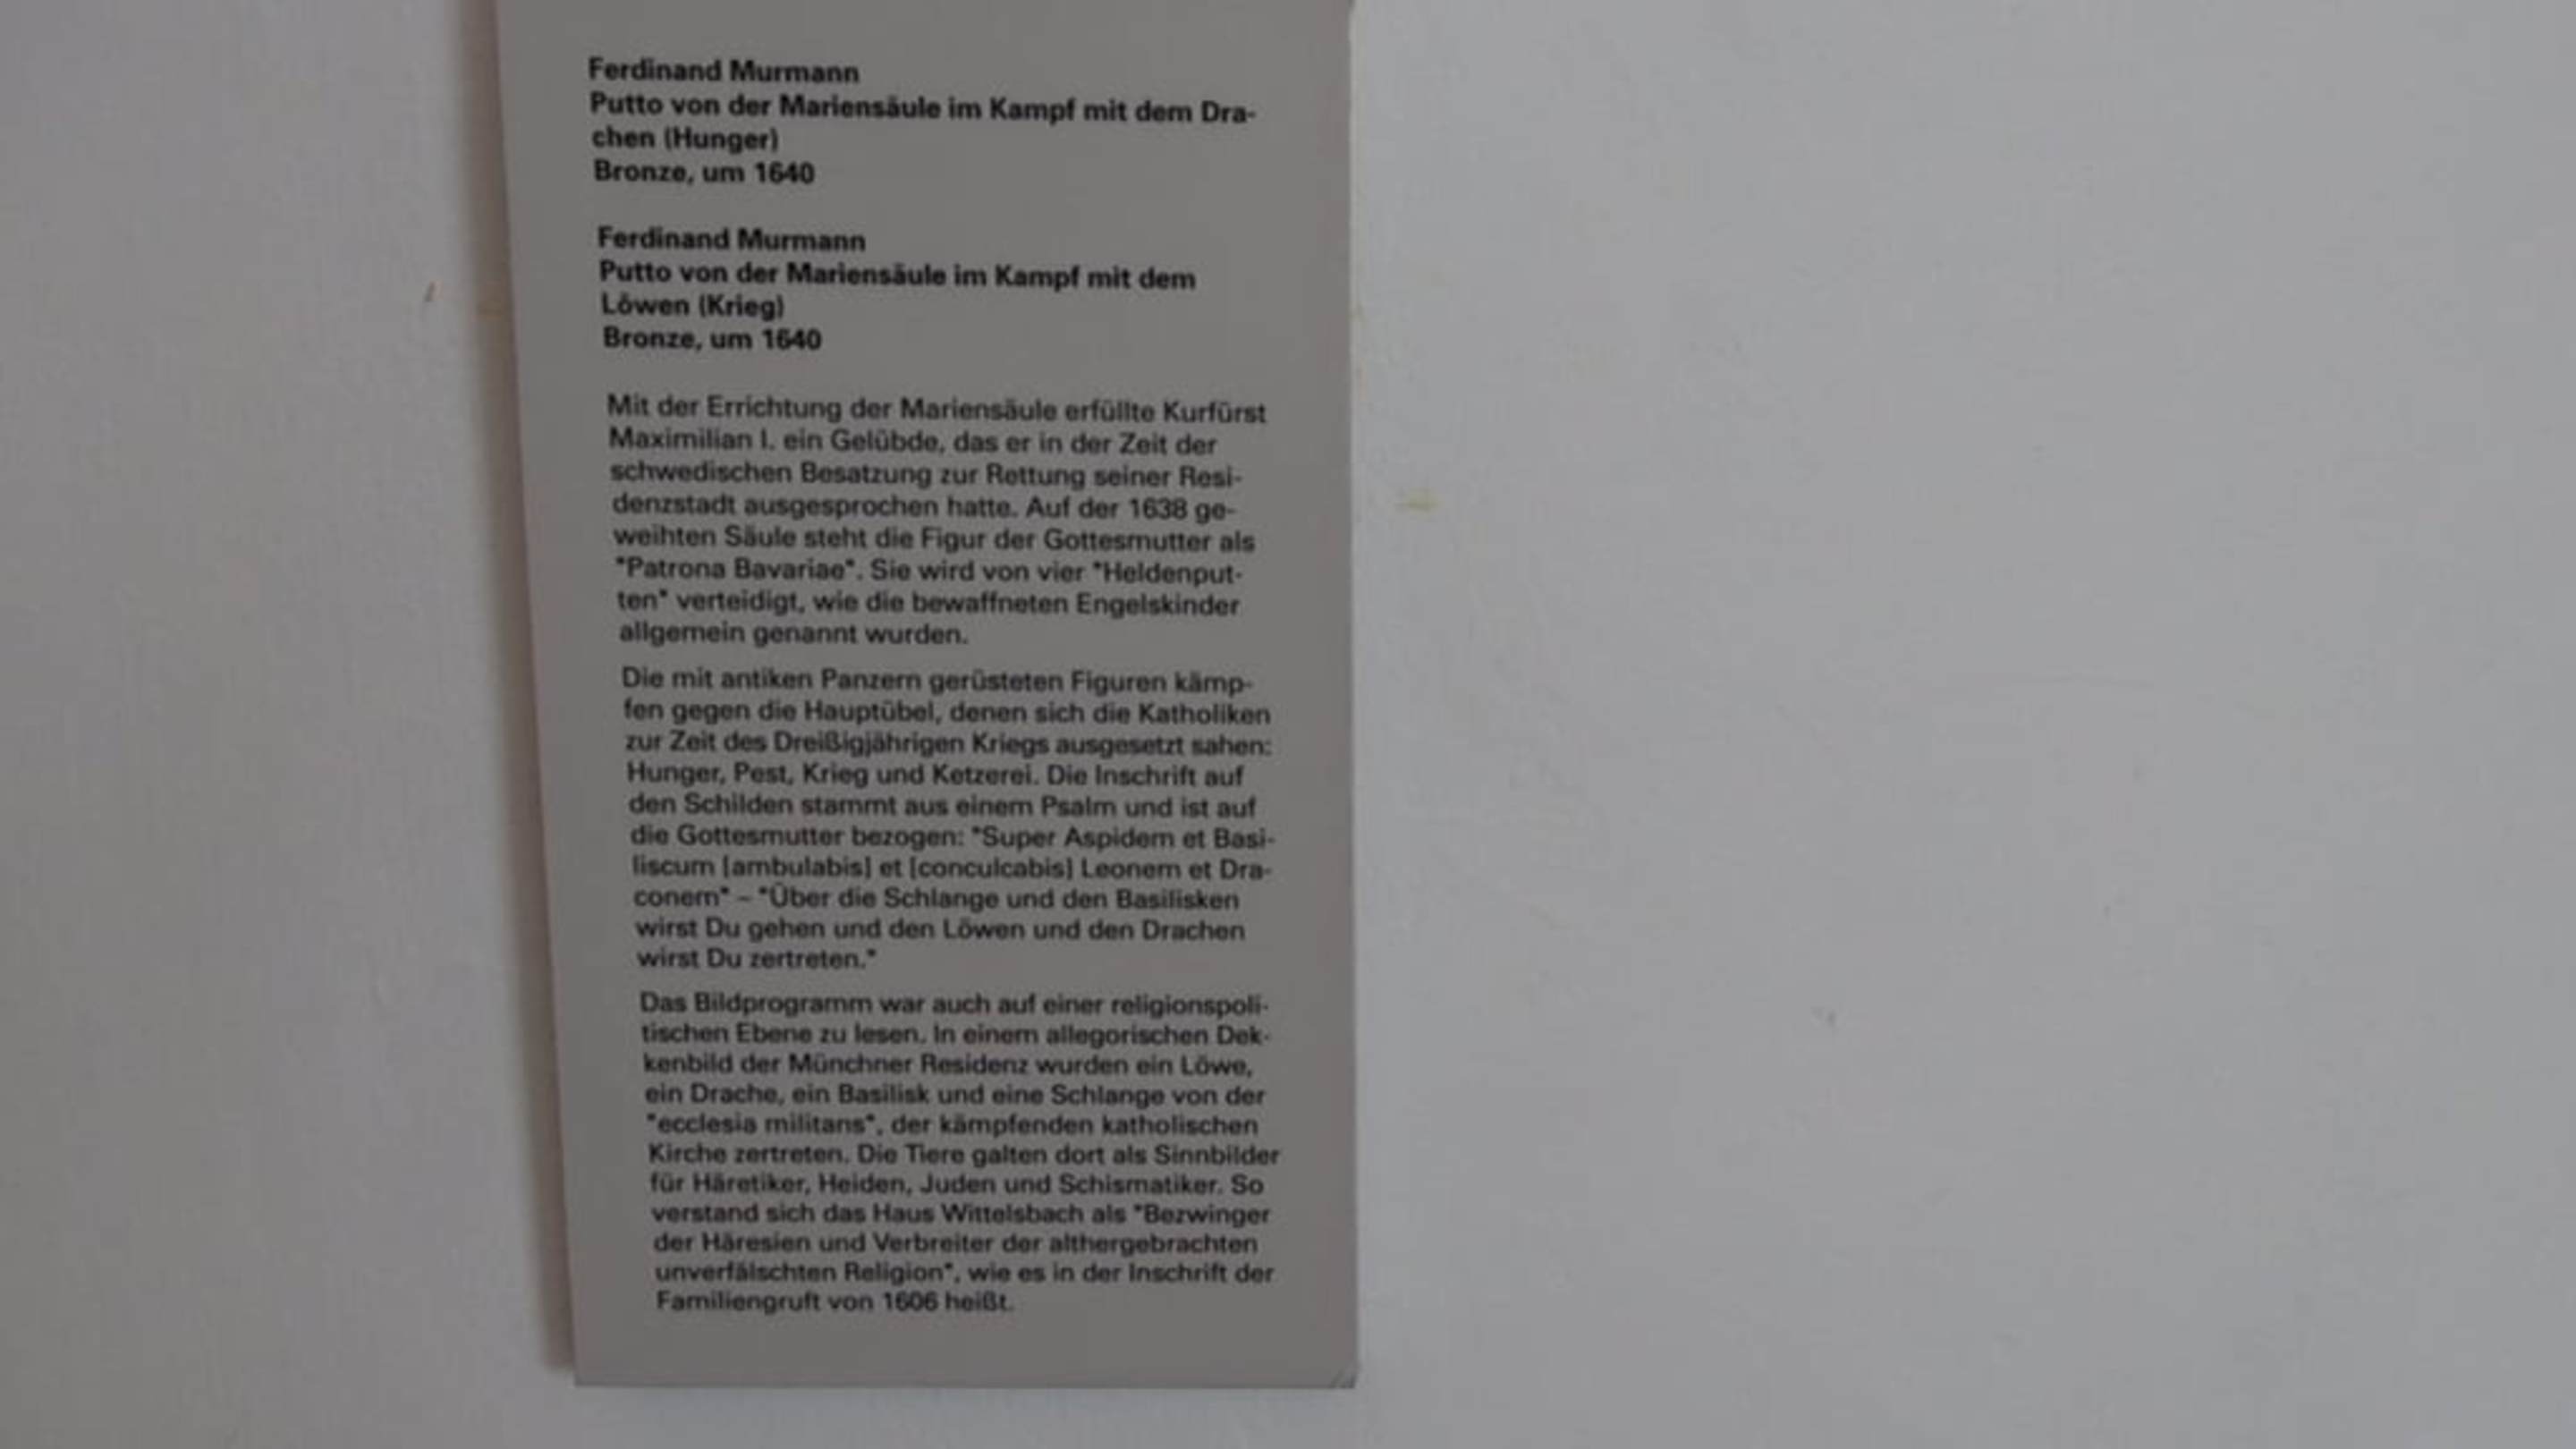 Ferdinand Murmann
Putto von der Mariensäule im Kampf mit dem Dra-
chen (Hunger)
Bronze, um 1640
Ferdinand Murmann
Putto von der Mariensäule im Kampf mit dem
Löwen (Krieg)
Bronze, um 1640
Mit der Errichtung der Mariensäule erfüllte Kurfürst
Maximilian I. ein Gelübde, das er in der Zeit der
schwedischen Besatzung zur Rettung seiner Resi-
denzstadt ausgesprochen hatte. Auf der 1638 ge-
weihten Säule steht die Figur der Gottesmutter als
"Patrona Bavariae". Sie wird von vier "Heldenput-
ten" verteidigt, wie die bewaffneten Engelskinder
allgemein genannt wurden.
Die mit antiken Panzern gerüsteten Figuren kämp-
fen gegen die Hauptübel, denen sich die Katholiken
zur Zeit des Dreißigjährigen Kriegs ausgesetzt sahen:
Hunger, Pest, Krieg und Ketzerei. Die Inschrift auf
den Schilden stammt aus einem Psalm und ist auf
die Gottesmutter bezogen: "Super Aspidem et Basi-
liscum [ambulabis] et [conculcabis] Leonem et Dra-
conem" – "Über die Schlange und den Basilisken
wirst Du gehen und den Löwen und den Drachen
wirst Du zertreten."
Das Bildprogramm war auch auf einer religionspoli-
tischen Ebene zu lesen. In einem allegorischen Dek-
kenbild der Münchner Residenz wurden ein Löwe,
ein Drache, ein Basilisk und eine Schlange von der
"ecclesia militans", der kämpfenden katholischen
Kirche zertreten. Die Tiere galten dort als Sinnbilder
für Häretiker, Heiden, Juden und Schismatiker. So
verstand sich das Haus Wittelsbach als "Bezwinger
der Häresien und Verbreiter der althergebrachten
unverfälschten Religion", wie es in der Inschrift der
Familiengruft von 1606 heißt.